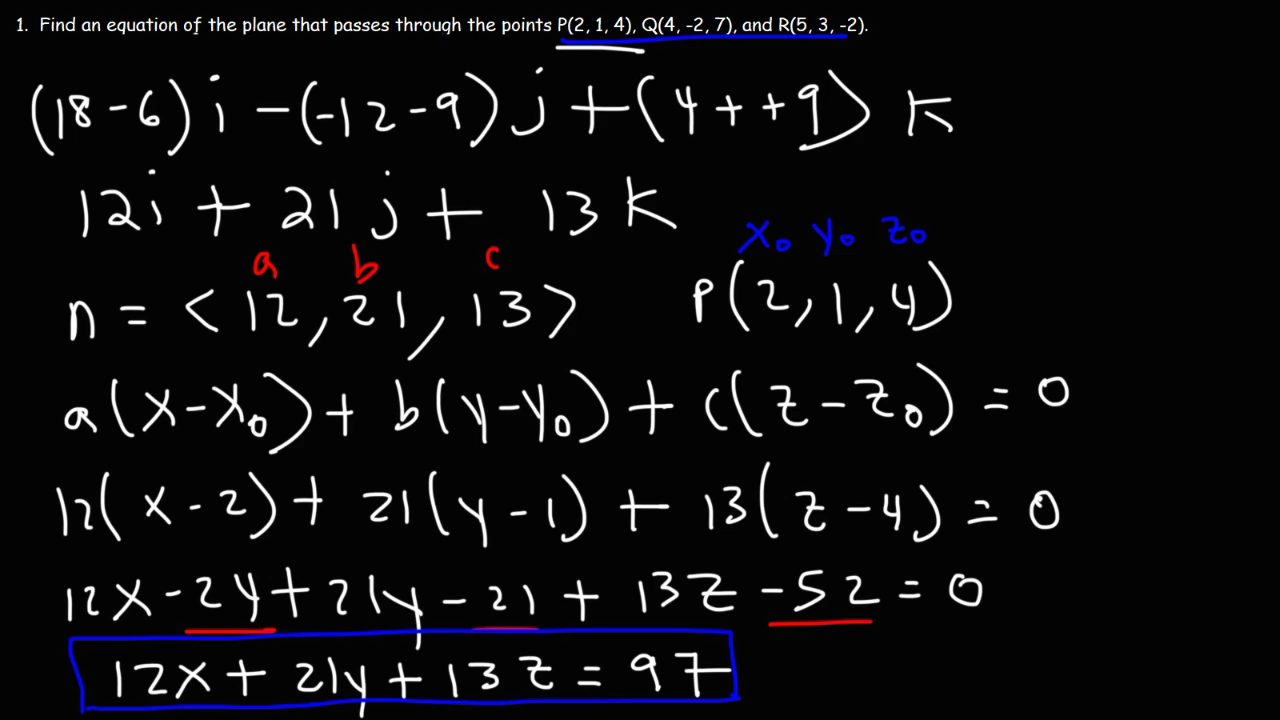 1. Find an equation of the plane that passes through the points P(2, 1, 4), Q(4, -2, 7), and R(5, 3, -2).
(18 - 6) i - (-12 - 9) j + (4 + + 9) k
12i + 21j + 13k
x₀ y₀ z₀
a b c
n = < 12, 21, 13 > P(2, 1, 4)
a(x - x₀) + b(y - y₀) + c(z - z₀) = 0
12(x - 2) + 21(y - 1) + 13(z - 4) = 0
12x - 24 + 21y - 21 + 13z - 52 = 0
12x + 21y + 13z = 97